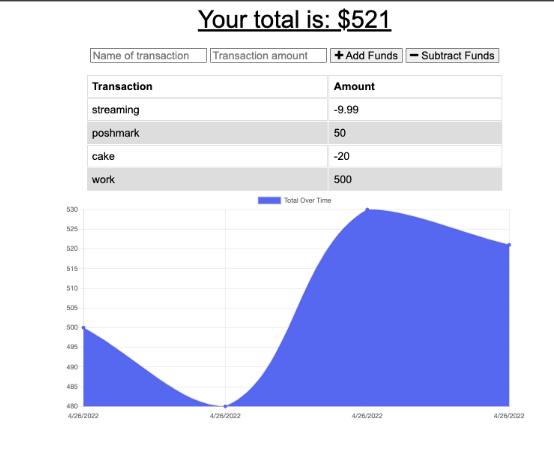 Your total is: $521
Name of transaction Transaction amount + Add Funds − Subtract Funds
Transaction Amount
streaming -9.99
poshmark 50
cake -20
work 500
Total Over Time
530
525
520
515
510
505
500
495
490
485
480
4/26/2022 4/26/2022 4/26/2022 4/26/2022